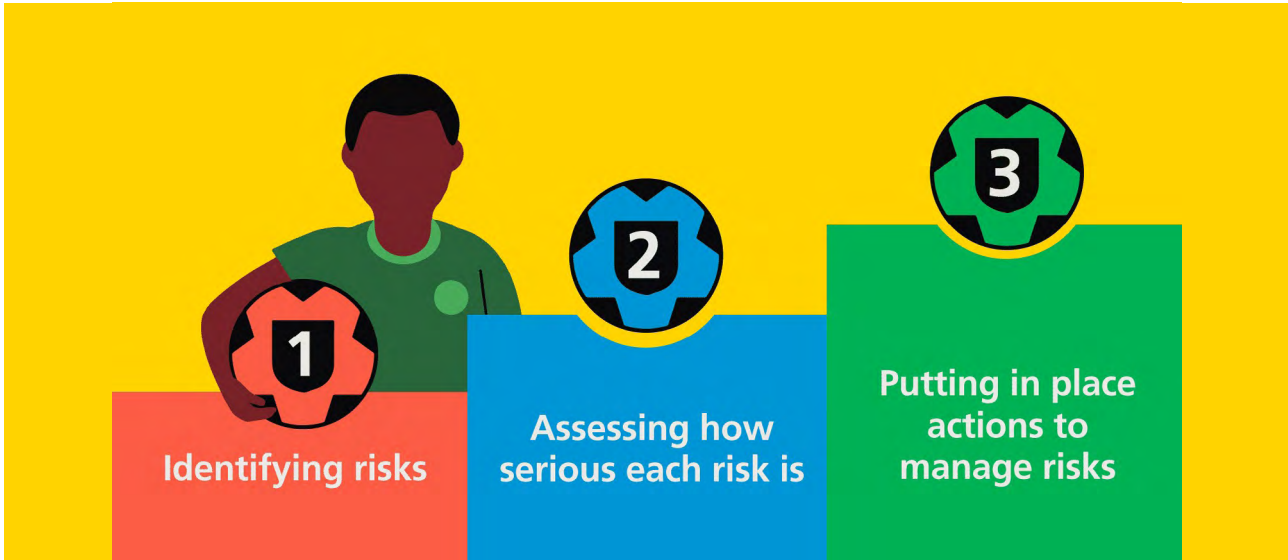 1
Identifying risks
2
Assessing how
serious each risk is
3
Putting in place
actions to
manage risks